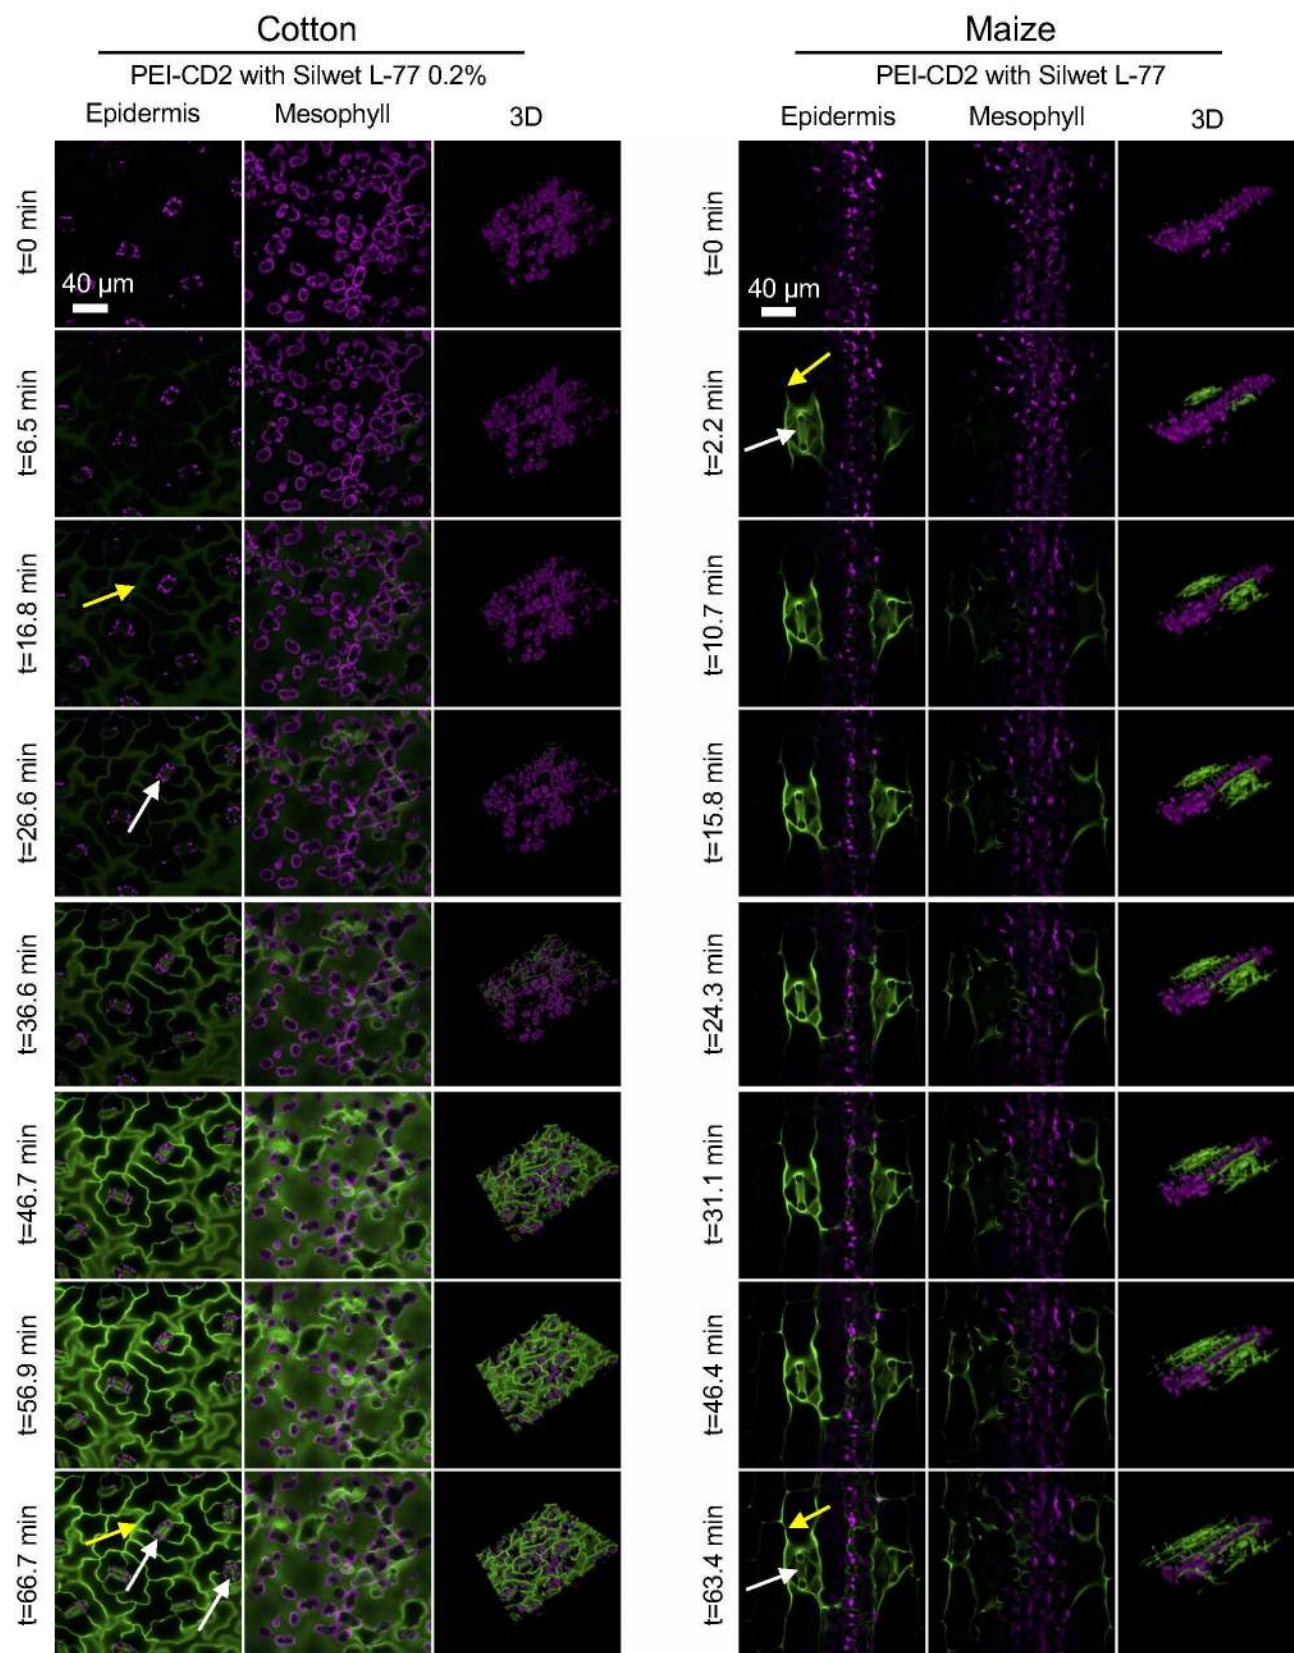 Cotton
PEI-CD2 with Silwet L-77 0.2%
Epidermis Mesophyll 3D
t=0 min
40 µm
t=6.5 min
t=16.8 min
t=26.6 min
t=36.6 min
t=46.7 min
t=56.9 min
t=66.7 min
Maize
PEI-CD2 with Silwet L-77
Epidermis Mesophyll 3D
t=0 min
40 µm
t=2.2 min
t=10.7 min
t=15.8 min
t=24.3 min
t=31.1 min
t=46.4 min
t=63.4 min